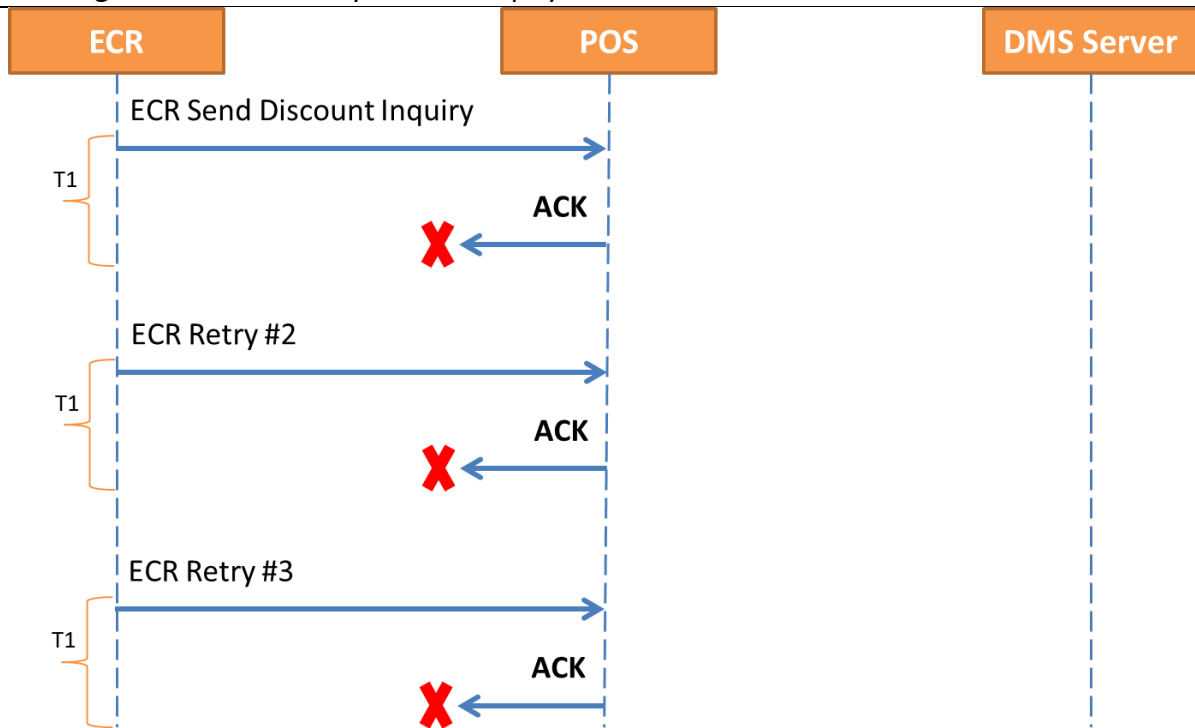 ECR POS DMS Server
ECR Send Discount Inquiry
T1
ACK
ECR Retry #2
T1
ACK
ECR Retry #3
T1
ACK